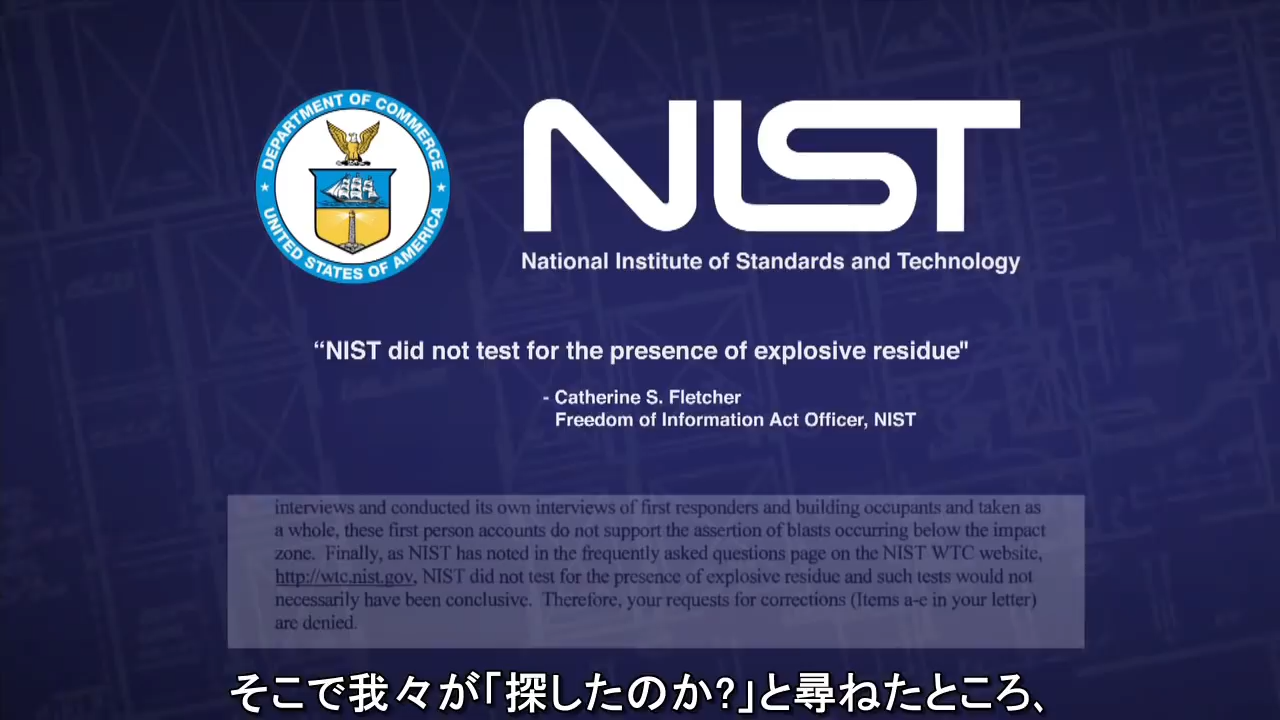 DEPARTMENT OF COMMERCE
UNITED STATES OF AMERICA
NIST
National Institute of Standards and Technology
“NIST did not test for the presence of explosive residue"
- Catherine S. Fletcher
Freedom of Information Act Officer, NIST
interviews and conducted its own interviews of first responders and building occupants and taken as
a whole, these first person accounts do not support the assertion of blasts occurring below the impact
zone. Finally, as NIST has noted in the frequently asked questions page on the NIST WTC website,
http://wtc.nist.gov, NIST did not test for the presence of explosive residue and such tests would not
necessarily have been conclusive. Therefore, your requests for corrections (Items a-e in your letter)
are denied.
そこで我々が「探したのか?」と尋ねたところ、